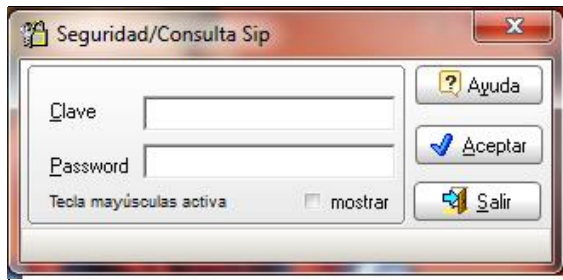 Seguridad/Consulta Sip
Clave
Password
Tecla mayúsculas activa
mostrar
Ayuda
Aceptar
Salir